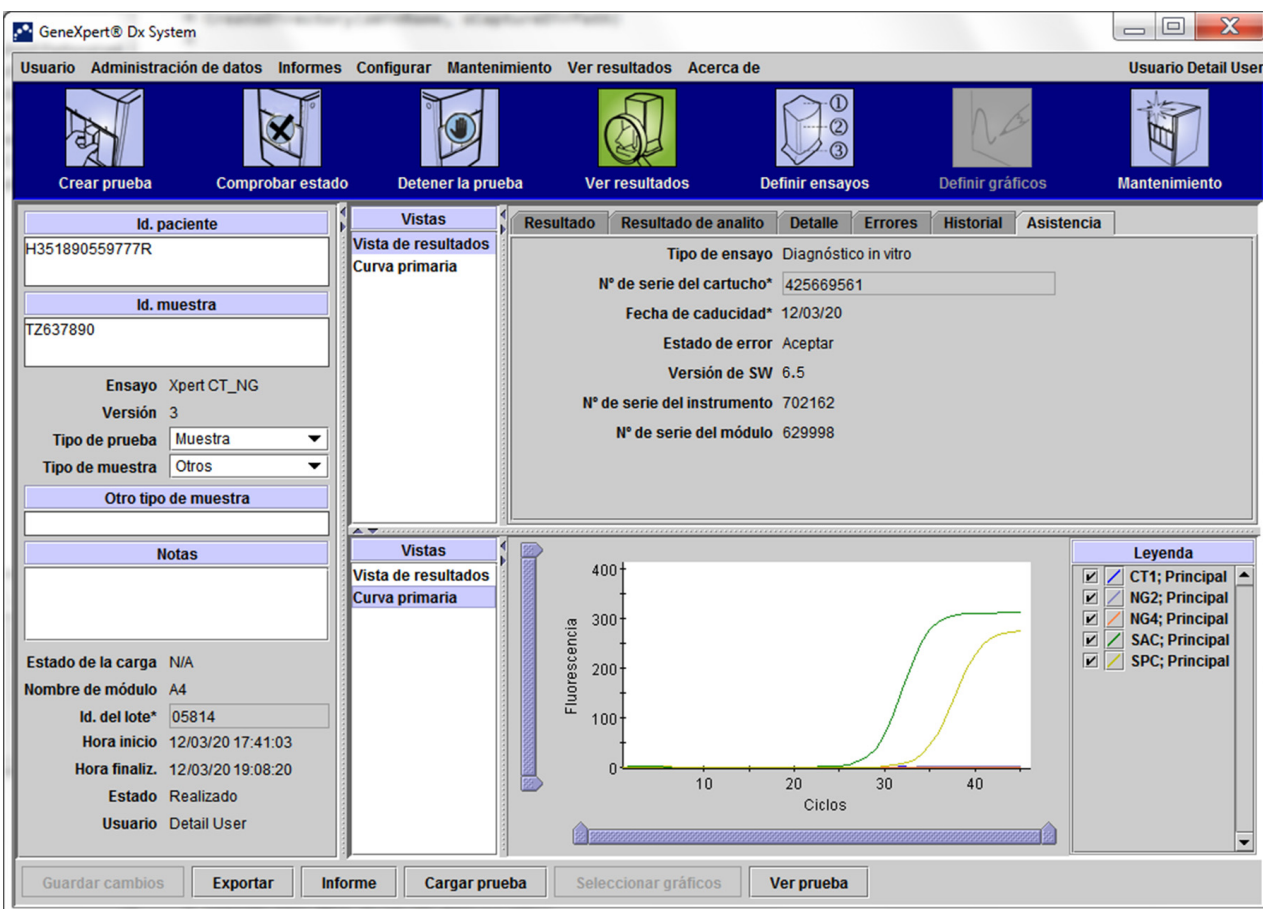 GeneXpert® Dx System
Usuario Administración de datos Informes Configurar Mantenimiento Ver resultados Acerca de Usuario Detail User
Crear prueba Comprobar estado Detener la prueba Ver resultados Definir ensayos Definir gráficos Mantenimiento
① ② ③
Id. paciente
H351890559777R
Id. muestra
TZ637890
Ensayo Xpert CT_NG
Versión 3
Tipo de prueba Muestra
Tipo de muestra Otros
Otro tipo de muestra
Notas
Estado de la carga N/A
Nombre de módulo A4
Id. del lote* 05814
Hora inicio 12/03/20 17:41:03
Hora finaliz. 12/03/20 19:08:20
Estado Realizado
Usuario Detail User
Vistas
Vista de resultados
Curva primaria
Resultado Resultado de analito Detalle Errores Historial Asistencia
Tipo de ensayo Diagnóstico in vitro
Nº de serie del cartucho* 425669561
Fecha de caducidad* 12/03/20
Estado de error Aceptar
Versión de SW 6.5
Nº de serie del instrumento 702162
Nº de serie del módulo 629998
Vistas
Vista de resultados
Curva primaria
Fluorescencia
400
300
200
100
0
10 20 30 40
Ciclos
Leyenda
CT1; Principal
NG2; Principal
NG4; Principal
SAC; Principal
SPC; Principal
Guardar cambios Exportar Informe Cargar prueba Seleccionar gráficos Ver prueba